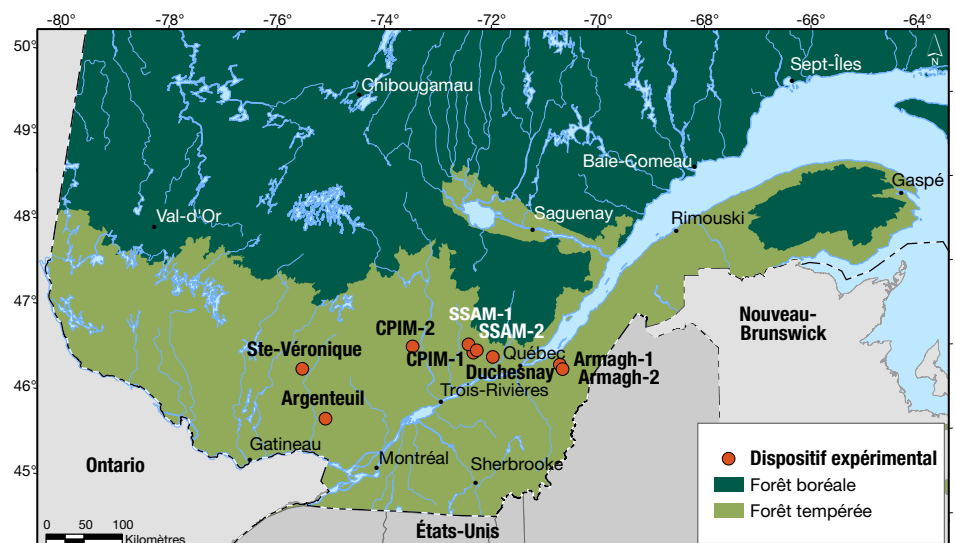 -80° -78° -76° -74° -72° -70° -68° -66° -64°
50°
N
Sept-Îles
Chibougamau
49°
Baie-Comeau
Gaspé
48°
Val-d'Or
Saguenay
Rimouski
47°
SSAM-1
Nouveau-
Brunswick
CPIM-2
SSAM-2
Ste-Véronique
CPIM-1
Québec
Armagh-1
46°
Duchesnay
Armagh-2
Argenteuil
Trois-Rivières
Gatineau
Montréal
Sherbrooke
Ontario
45°
Dispositif expérimental
Forêt boréale
Forêt tempérée
0 50 100
Kilomètres
États-Unis